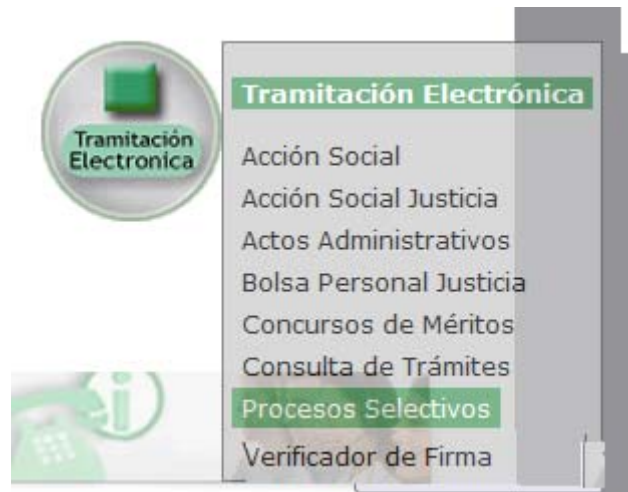 Tramitación
Electronica
Tramitación Electrónica
Acción Social
Acción Social Justicia
Actos Administrativos
Bolsa Personal Justicia
Concursos de Méritos
Consulta de Trámites
Procesos Selectivos
Verificador de Firma